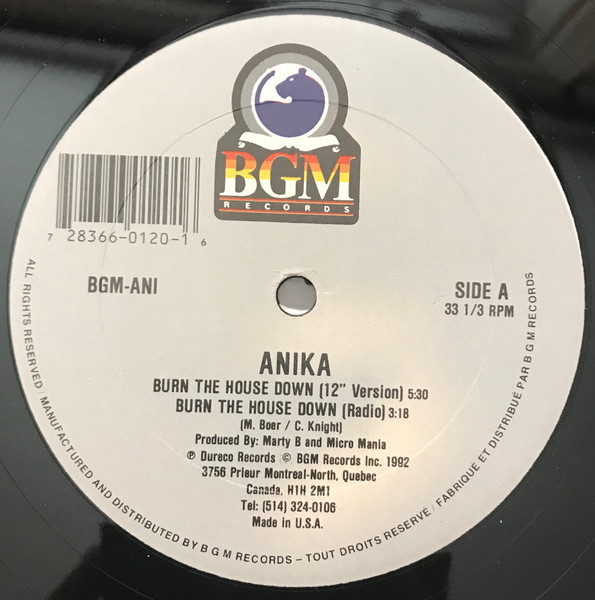 BGM
RECORDS
7 28366-0120-1 6
BGM-ANI
SIDE A
33 1/3 RPM
ANIKA
BURN THE HOUSE DOWN (12" Version) 5:30
BURN THE HOUSE DOWN (Radio) 3:18
(M. Boer / C. Knight)
Produced By: Marty B and Micro Mania
℗ Dureco Records © BGM Records Inc. 1992
3756 Prieur Montreal-North, Quebec
Canada, H1H 2M1
Tel: (514) 324-0106
Made in U.S.A.
ALL RIGHTS RESERVED / MANUFACTURED AND DISTRIBUTED BY B G M RECORDS – TOUT DROITS RESERVÉ / FABRIQUE ET DISTRIBUÉ PAR B G M RECORDS